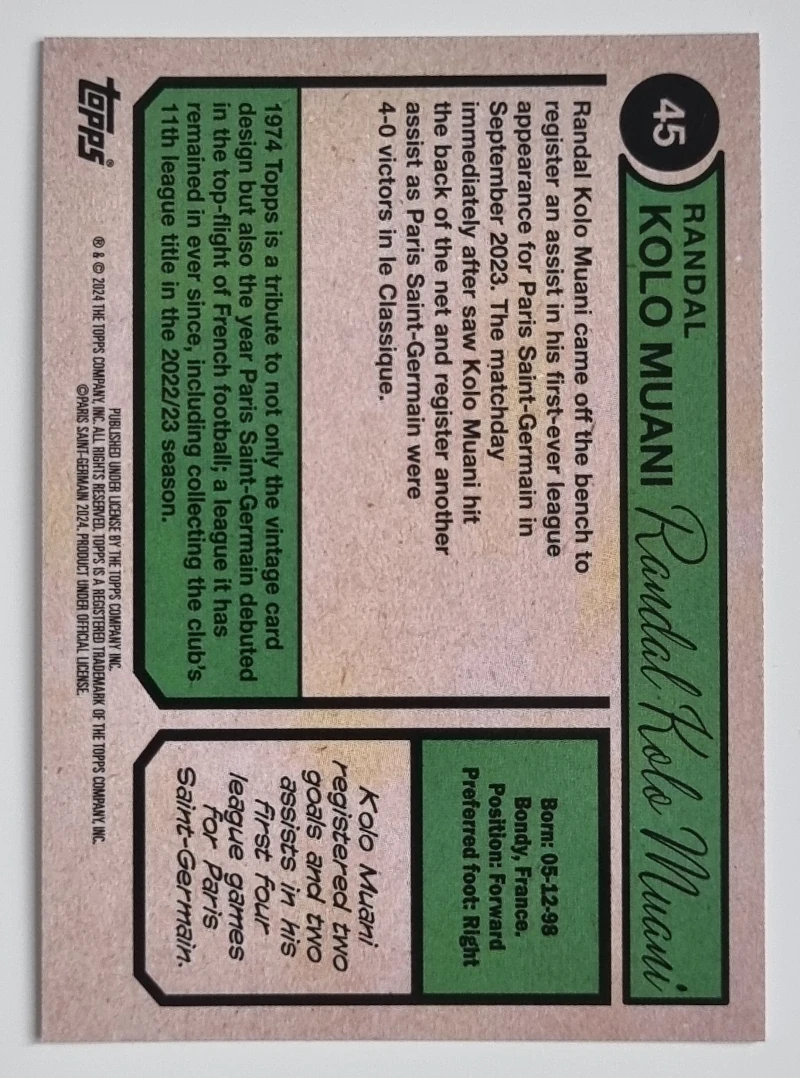 45
RANDAL
KOLO MUANI
Randal Kolo Muani
Randal Kolo Muani came off the bench to
register an assist in his first-ever league
appearance for Paris Saint-Germain in
September 2023. The matchday
immediately after saw Kolo Muani hit
the back of the net and register another
assist as Paris Saint-Germain were
4-0 victors in le Classique.
1974 Topps is a tribute to not only the vintage card
design but also the year Paris Saint-Germain debuted
in the top-flight of French football; a league it has
remained in ever since, including collecting the club's
11th league title in the 2022/23 season.
Born: 05-12-98
Bondy, France.
Position: Forward
Preferred foot: Right
Kolo Muani
registered two
goals and two
assists in his
first four
league games
for Paris
Saint-Germain.
topps®
PUBLISHED UNDER LICENSE BY THE TOPPS COMPANY INC.
® & © 2024 THE TOPPS COMPANY, INC. ALL RIGHTS RESERVED. TOPPS IS A REGISTERED TRADEMARK OF THE TOPPS COMPANY, INC.
©PARIS SAINT-GERMAIN 2024. PRODUCT UNDER OFFICIAL LICENSE.